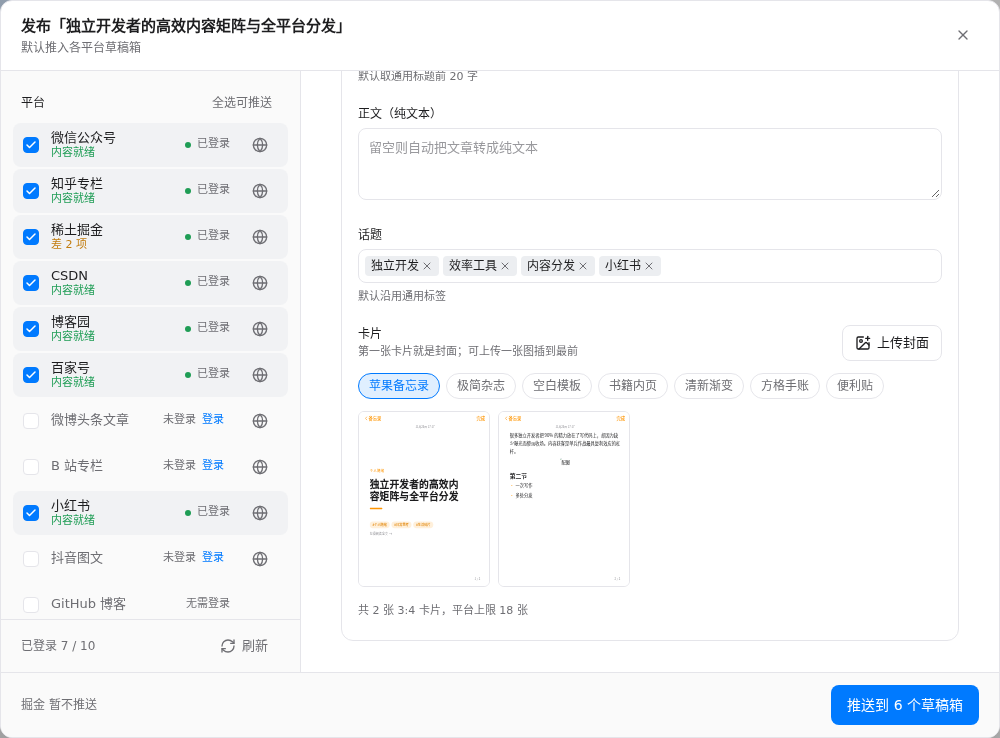 发布「独立开发者的高效内容矩阵与全平台分发」
默认推入各平台草稿箱
平台
全选可推送
微信公众号
内容就绪
已登录
知乎专栏
内容就绪
已登录
稀土掘金
差 2 项
已登录
CSDN
内容就绪
已登录
博客园
内容就绪
已登录
百家号
内容就绪
已登录
微博头条文章
未登录 登录
B 站专栏
未登录 登录
小红书
内容就绪
已登录
抖音图文
未登录 登录
GitHub 博客
无需登录
已登录 7 / 10
刷新
默认取通用标题前 20 字
正文（纯文本）
留空则自动把文章转成纯文本
话题
独立开发
效率工具
内容分发
小红书
默认沿用通用标签
卡片
第一张卡片就是封面；可上传一张图插到最前
上传封面
苹果备忘录
极简杂志
空白模板
书籍内页
清新渐变
方格手账
便利贴
完成
独立开发者的高效内
容矩阵与全平台分发
完成
配图
第二节
一次写作
多处分发
共 2 张 3:4 卡片，平台上限 18 张
掘金 暂不推送
推送到 6 个草稿箱